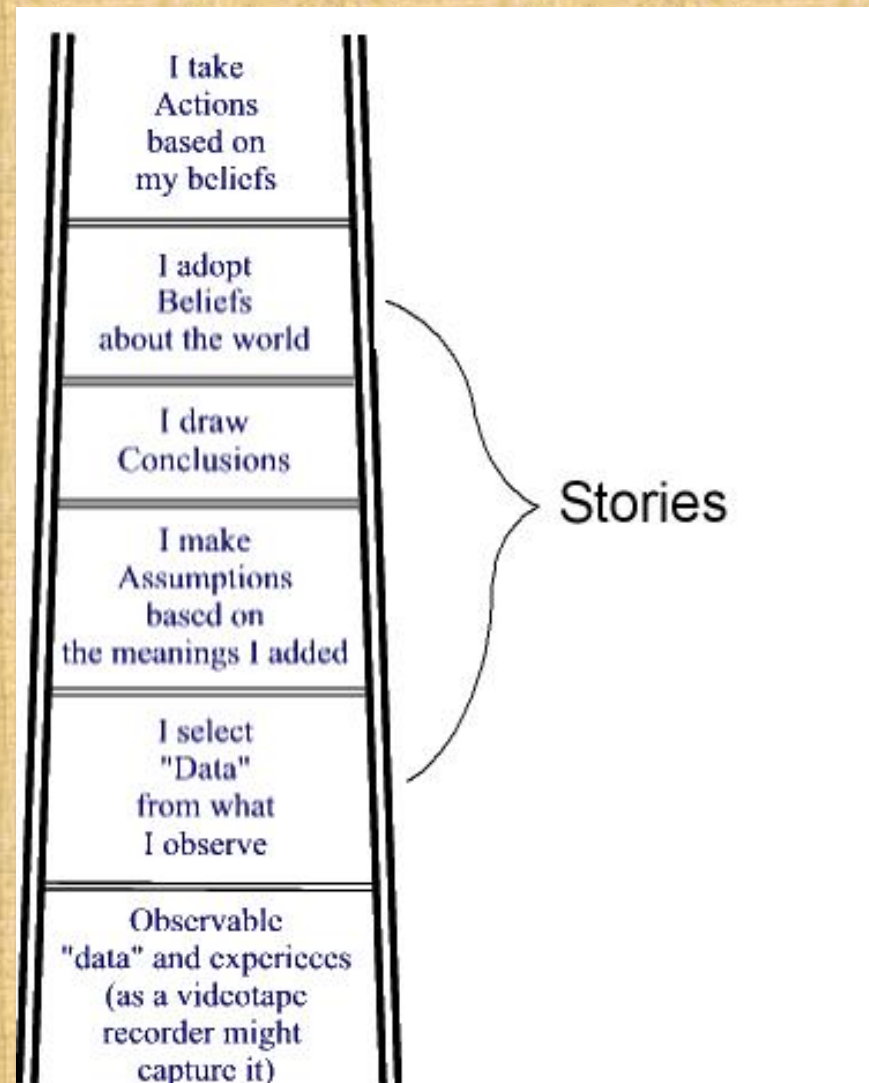 I take
Actions
based on
my beliefs
I adopt
Beliefs
about the world
I draw
Conclusions
I make
Assumptions
based on
the meanings I added
I select
"Data"
from what
I observe
Observable
"data" and experieces
(as a videotape
recorder might
capture it)
Stories